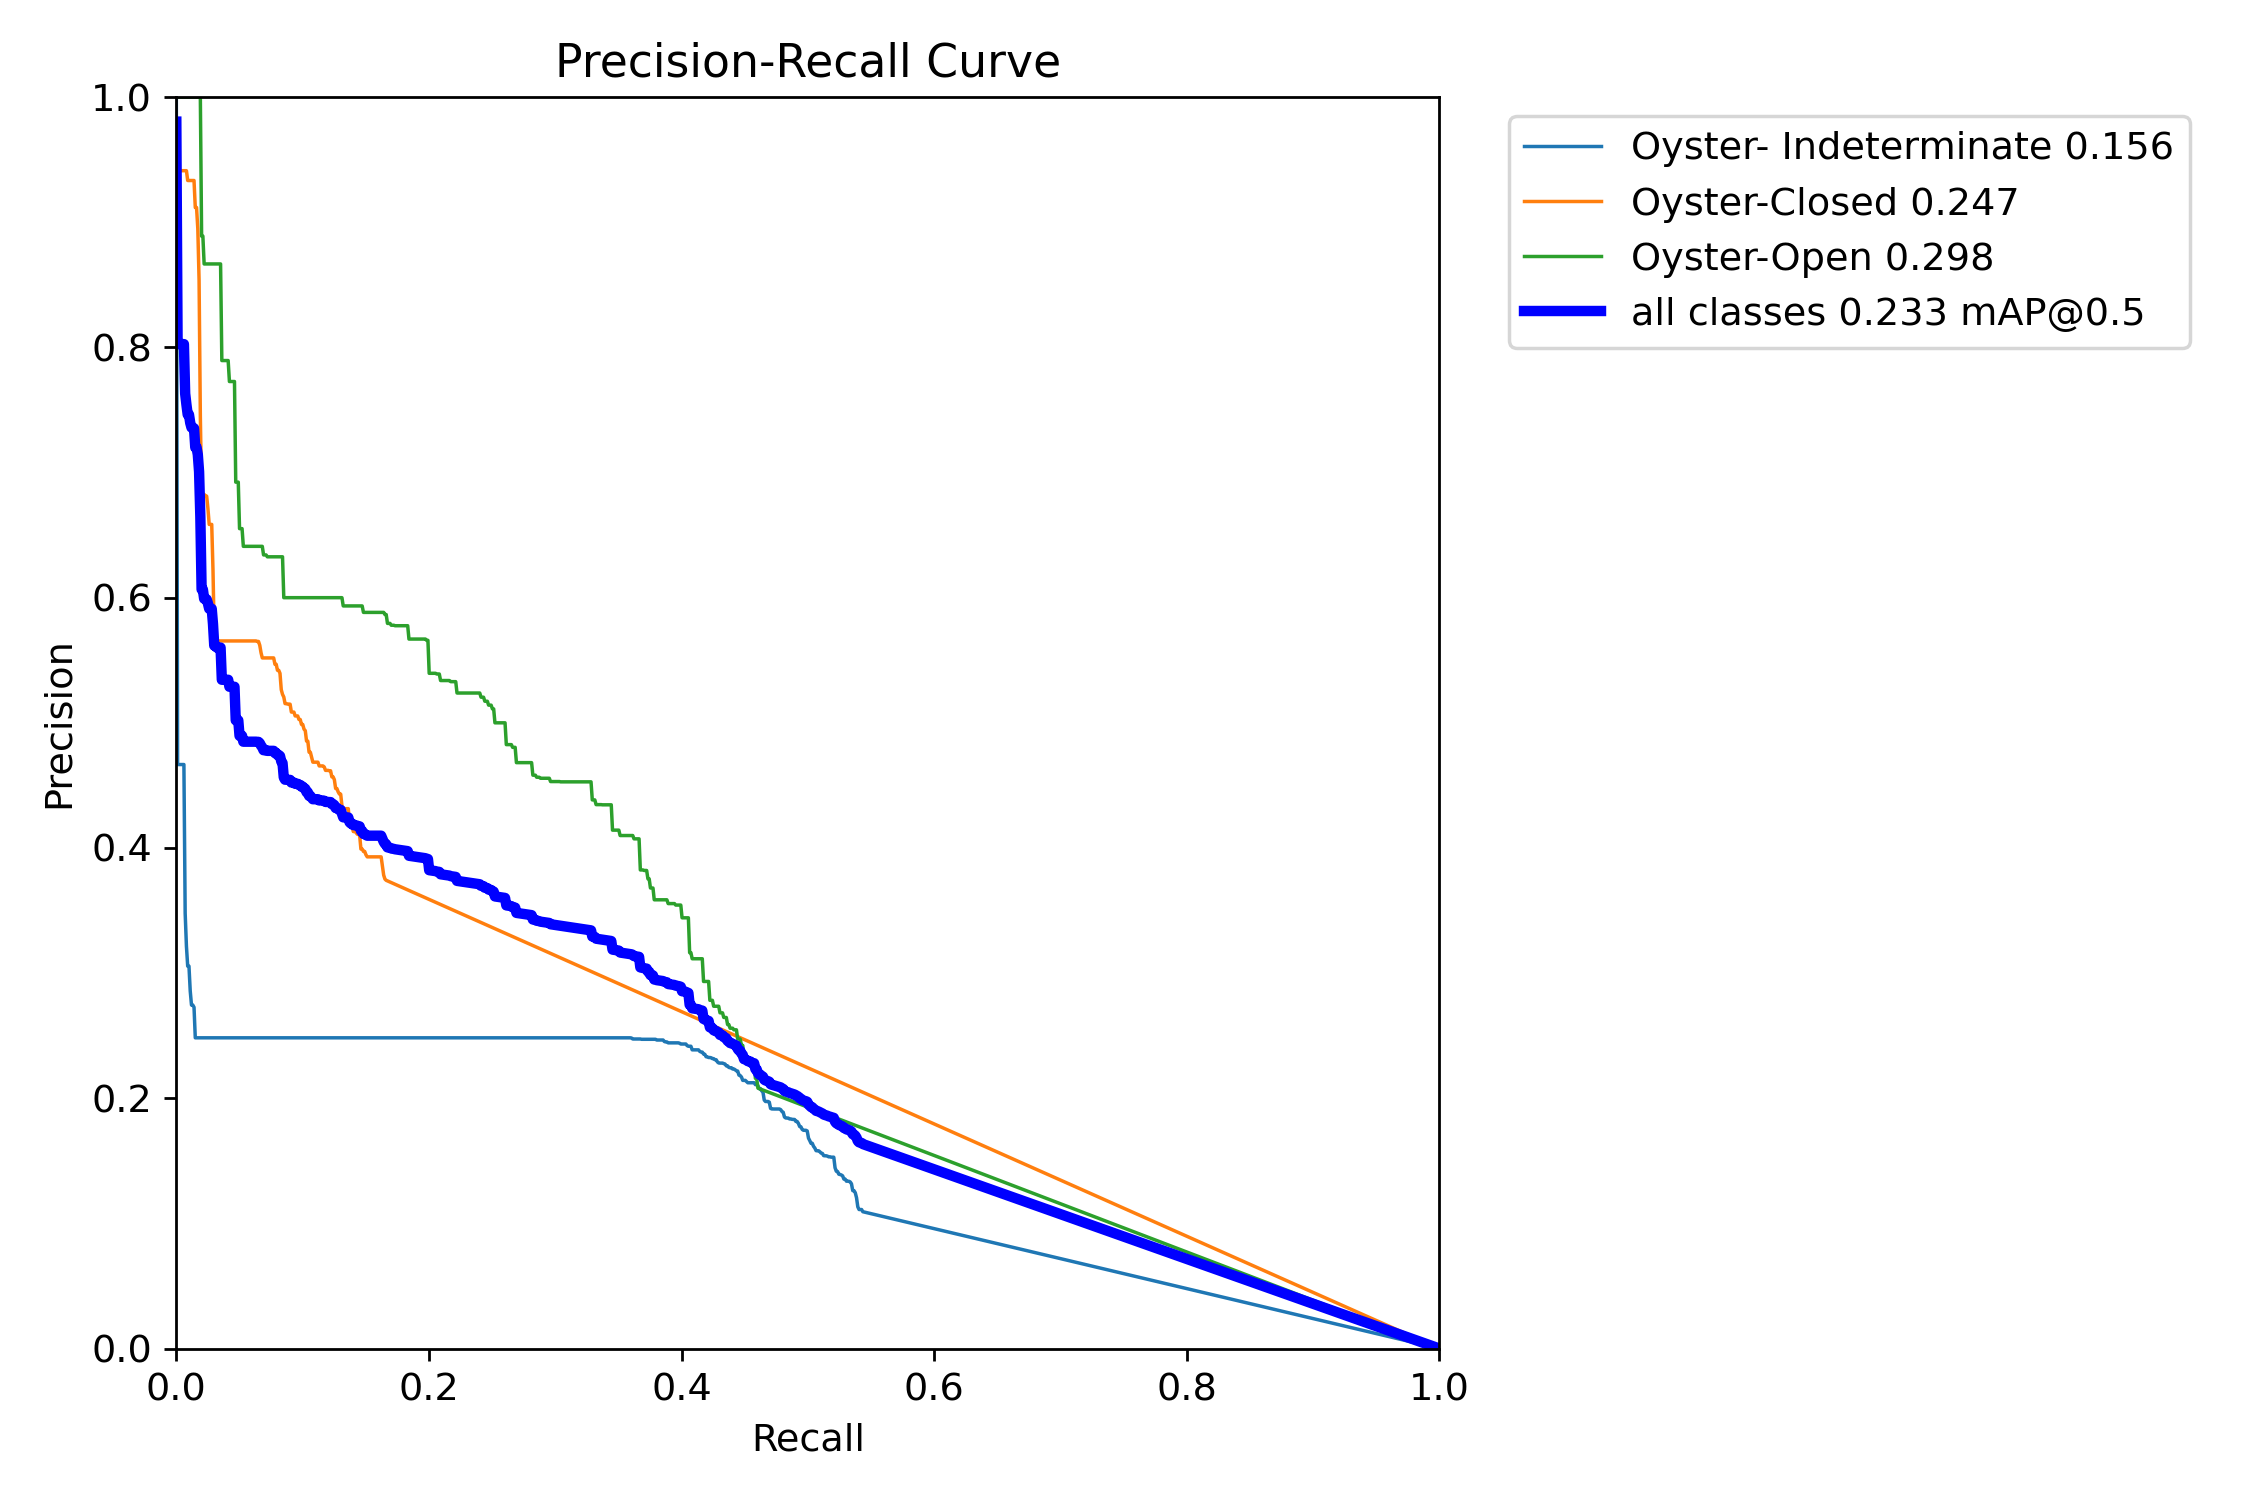 Precision-Recall Curve
1.0
0.8
0.6
0.4
0.2
0.0
Precision
0.0 0.2 0.4 0.6 0.8 1.0
Recall
Oyster- Indeterminate 0.156
Oyster-Closed 0.247
Oyster-Open 0.298
all classes 0.233 mAP@0.5